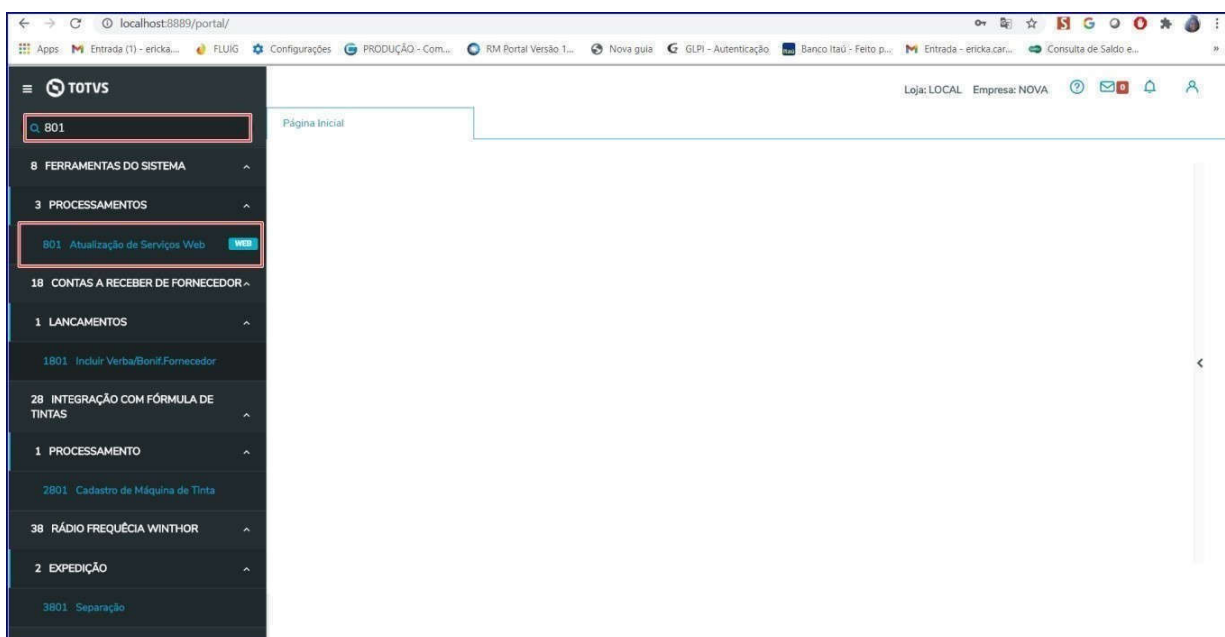 localhost:8889/portal/
Apps Entrada (1) - ericka.... FLUIG Configurações PRODUÇÃO - Com... RM Portal Versão 1... Nova guia GLPI - Autenticação Banco Itaú - Feito p... Entrada - ericka.car... Consulta de Saldo e... »
TOTVS
Loja: LOCAL Empresa: NOVA 0
801
Página Inicial
8 FERRAMENTAS DO SISTEMA
3 PROCESSAMENTOS
801 Atualização de Serviços Web WEB
18 CONTAS A RECEBER DE FORNECEDOR
1 LANCAMENTOS
1801 Incluir Verba/Bonif.Fornecedor
28 INTEGRAÇÃO COM FÓRMULA DE
TINTAS
1 PROCESSAMENTO
2801 Cadastro de Máquina de Tinta
38 RÁDIO FREQUÊCIA WINTHOR
2 EXPEDIÇÃO
3801 Separação